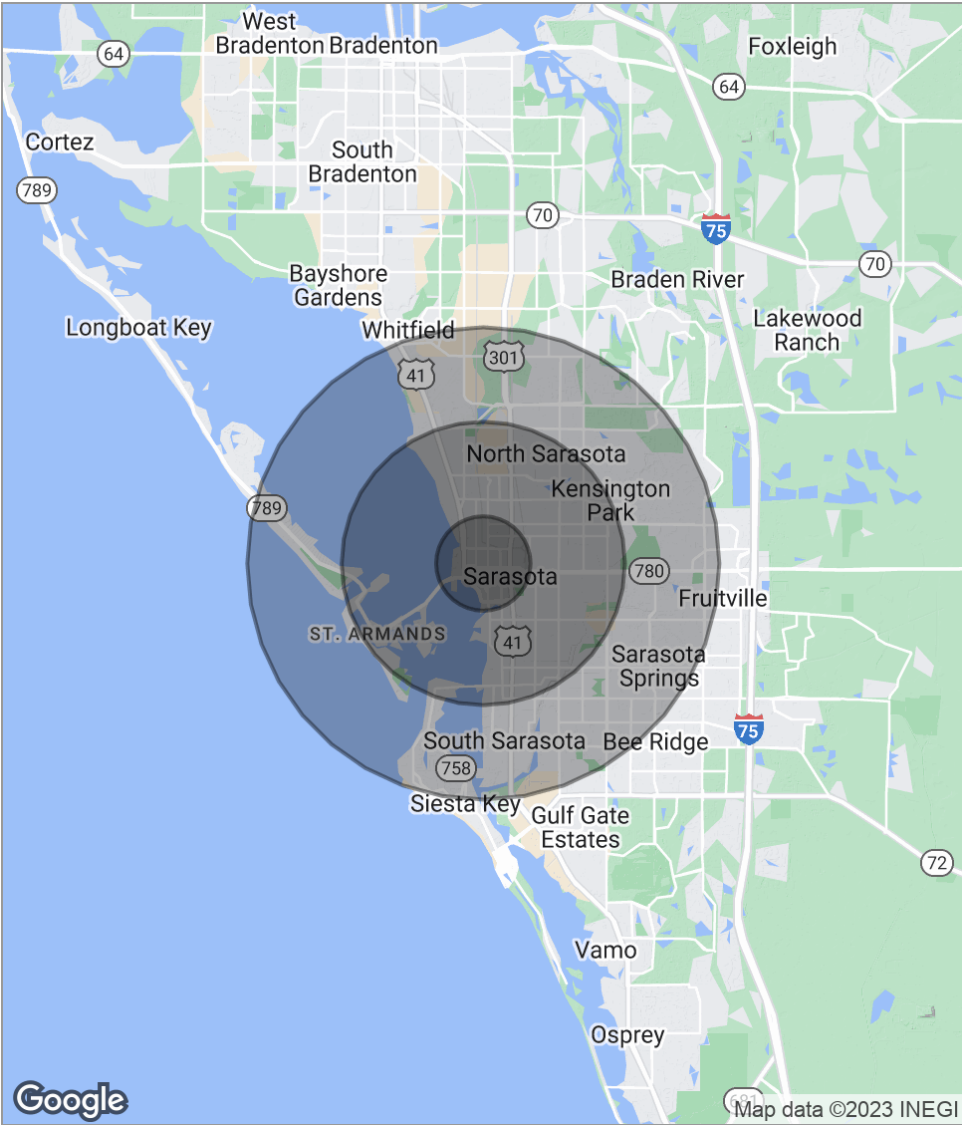 West
Bradenton
Bradenton
Foxleigh
64
64
Cortez
South
Bradenton
789
70
75
70
Braden River
Bayshore
Gardens
Lakewood
Ranch
Longboat Key
Whitfield
301
41
North Sarasota
Kensington
Park
789
Sarasota
780
Fruitville
ST. ARMANDS
41
Sarasota
Springs
75
South Sarasota
Bee Ridge
758
Siesta Key
Gulf Gate
Estates
72
Vamo
Osprey
681
Google
Map data ©2023 INEGI